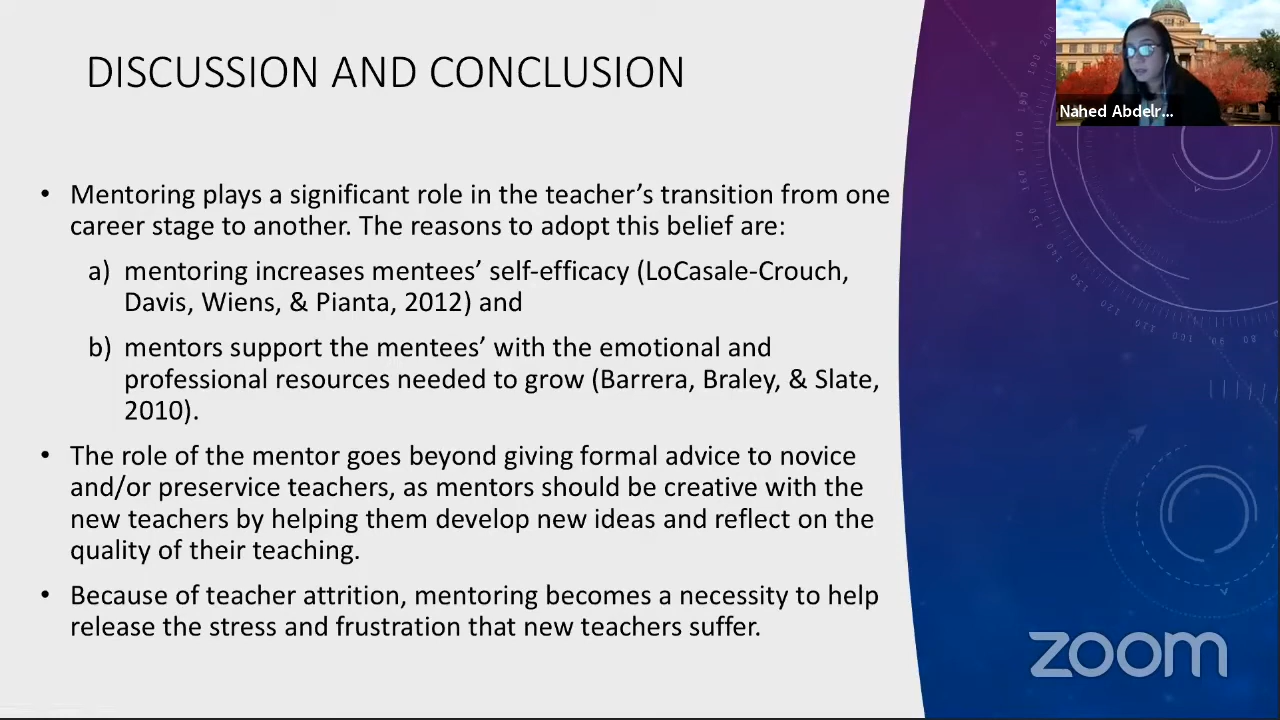 DISCUSSION AND CONCLUSION
Nahed Abdelr...
• Mentoring plays a significant role in the teacher’s transition from one
career stage to another. The reasons to adopt this belief are:
a) mentoring increases mentees’ self-efficacy (LoCasale-Crouch,
Davis, Wiens, & Pianta, 2012) and
b) mentors support the mentees’ with the emotional and
professional resources needed to grow (Barrera, Braley, & Slate,
2010).
• The role of the mentor goes beyond giving formal advice to novice
and/or preservice teachers, as mentors should be creative with the
new teachers by helping them develop new ideas and reflect on the
quality of their teaching.
• Because of teacher attrition, mentoring becomes a necessity to help
release the stress and frustration that new teachers suffer.
zoom